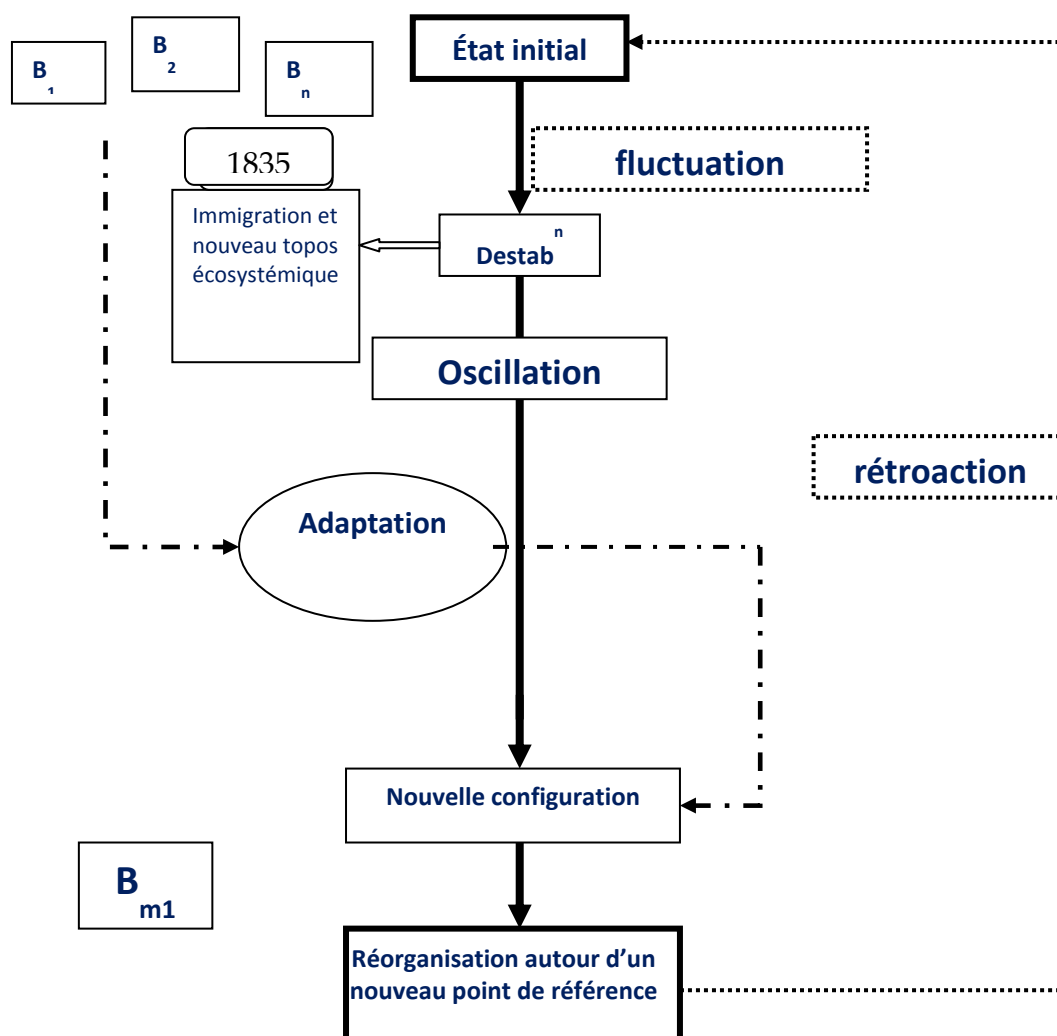 État initial
B
2
B
1
B
n
1835
fluctuation
Immigration et
nouveau topos
écosystémique
n
Destab
Oscillation
rétroaction
Adaptation
Nouvelle configuration
B
m1
Réorganisation autour d’un
nouveau point de référence